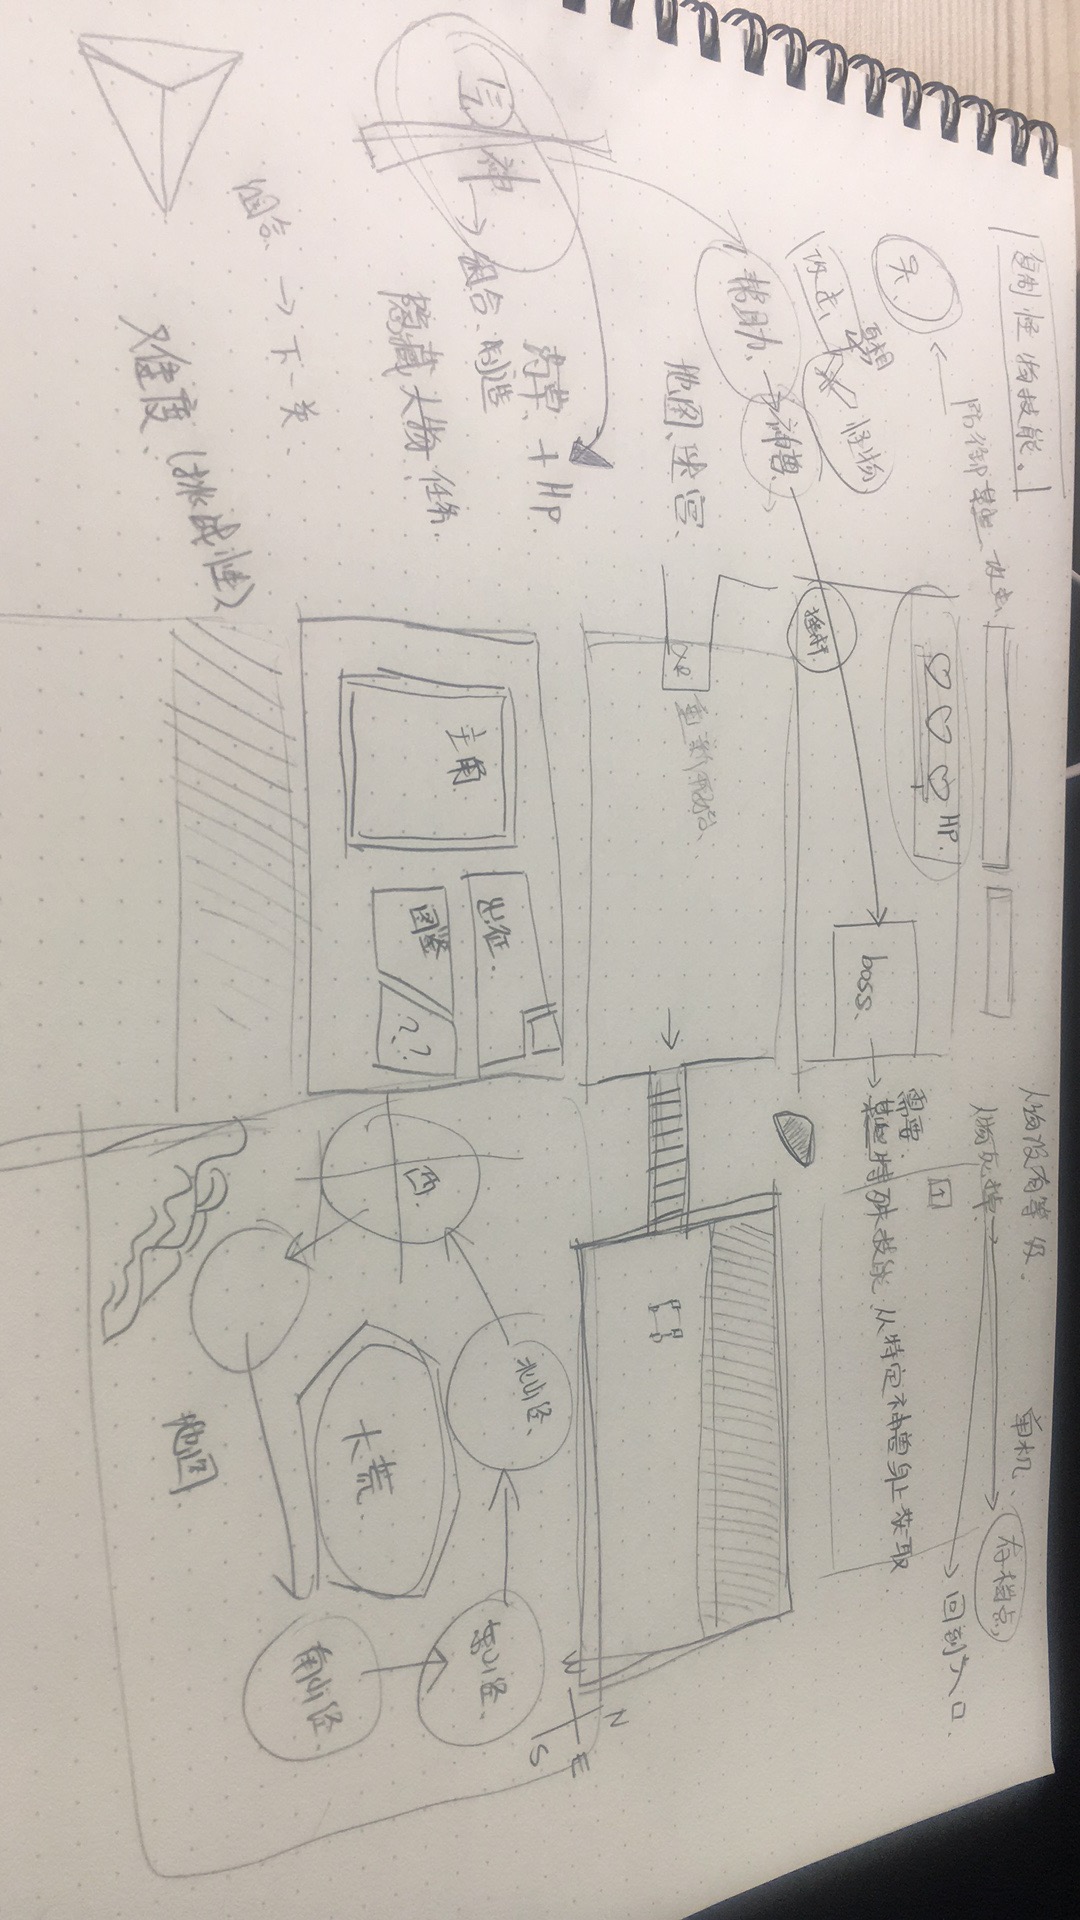 复制怪物技能。
防御某些攻击
人物没有等级.
人物死掉.
单机.
存档点,
回到入口.
HP.
头.
真相
攻击,
怪物
帮助、
神兽.
摇杆.
boss.
需要.
某些特殊技能.从特定神兽身上获取.
地图、迷宫.
重新开始.
N
W
E
S
神
药草、+HP.
组合.制造
隐藏人物.任务.
主角.
出征.
图鉴
??
北山经.
东山经.
西.
大荒.
南山经.
地图.
组合. → 下一关.
难度.(挑战性)